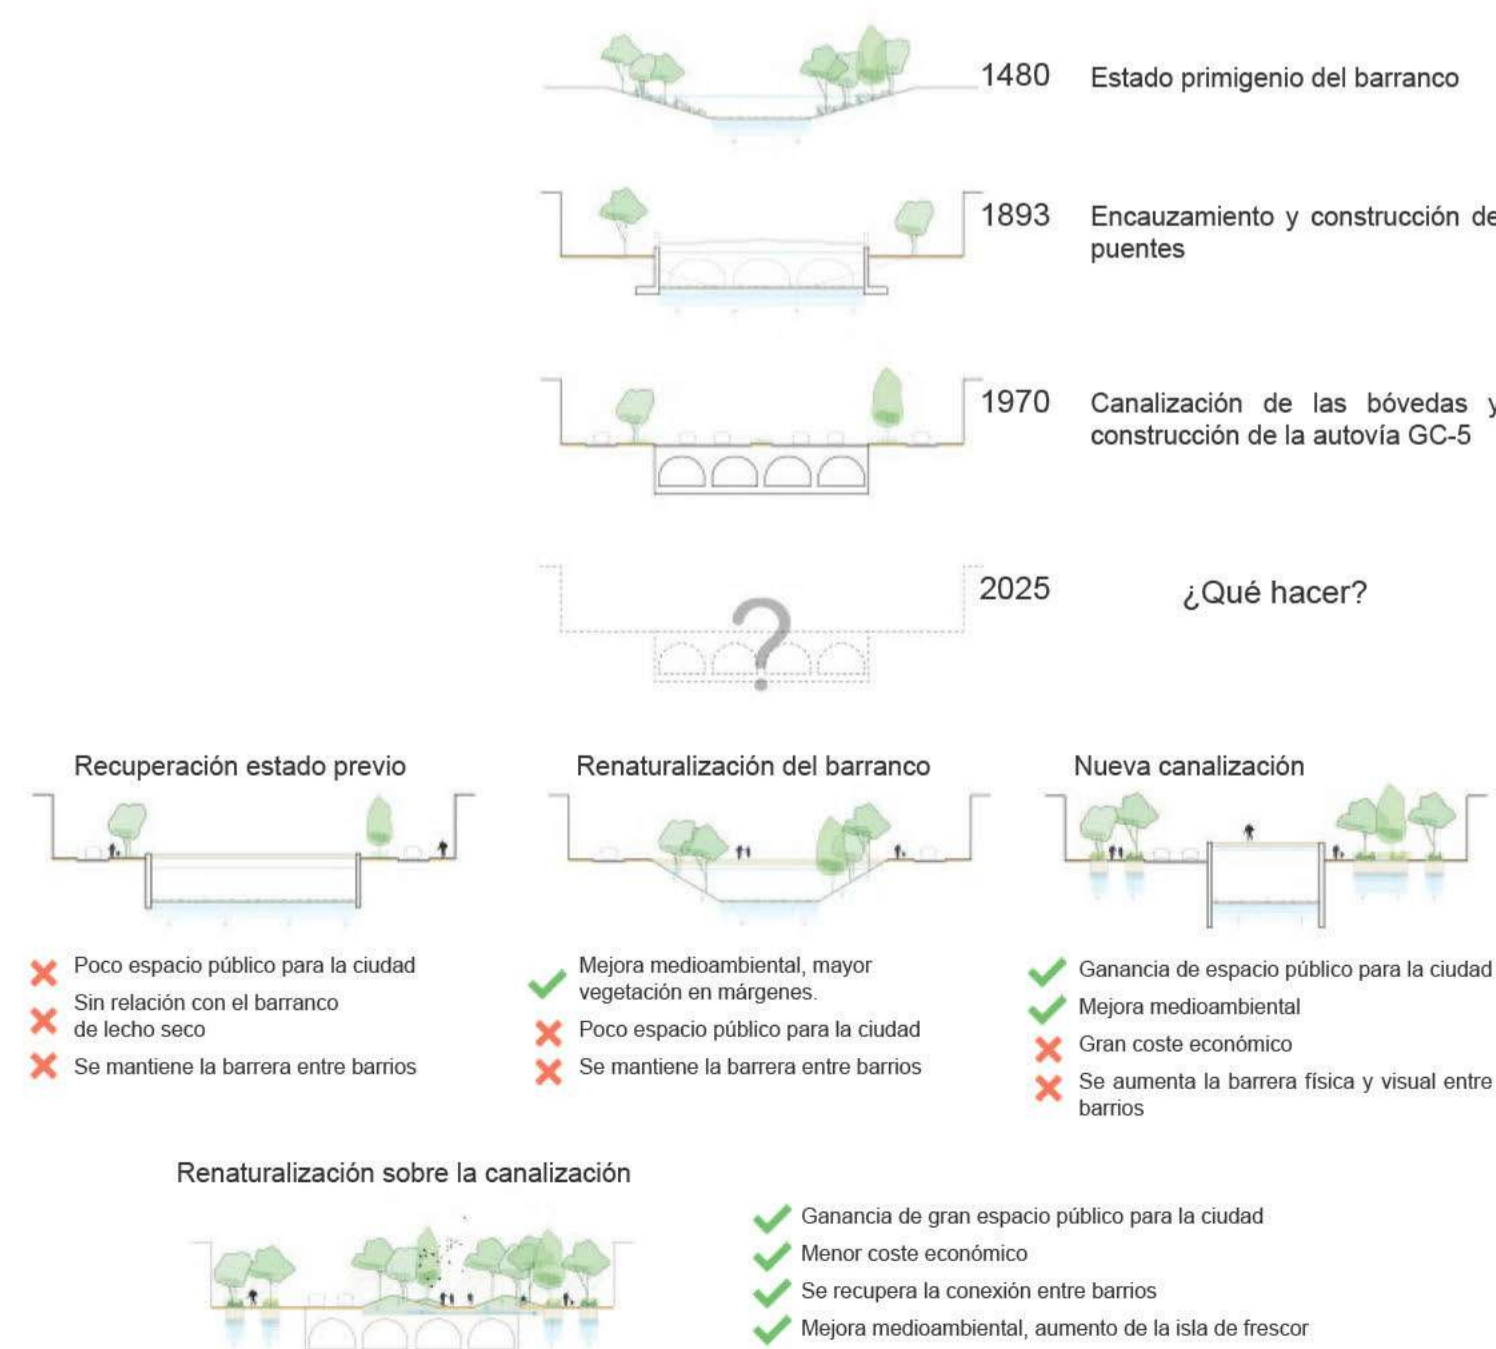 1480 Estado primigenio del barranco
1893 Encauzamiento y construcción de
puentes
1970 Canalización de las bóvedas y
construcción de la autovía GC-5
2025 ¿Qué hacer?
?
Recuperación estado previo
Poco espacio público para la ciudad
Sin relación con el barranco
de lecho seco
Se mantiene la barrera entre barrios
Renaturalización del barranco
Mejora medioambiental, mayor
vegetación en márgenes.
Poco espacio público para la ciudad
Se mantiene la barrera entre barrios
Nueva canalización
Ganancia de espacio público para la ciudad
Mejora medioambiental
Gran coste económico
Se aumenta la barrera física y visual entre
barrios
Renaturalización sobre la canalización
Ganancia de gran espacio público para la ciudad
Menor coste económico
Se recupera la conexión entre barrios
Mejora medioambiental, aumento de la isla de frescor